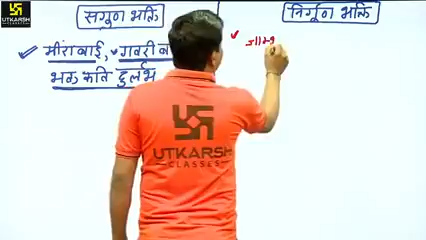 UTKARSH
सगुण भक्ति
निर्गुण भक्ति
मीराबाई, गवरी
भक्त कवि दुर्लभ
UTKARSH
CLASSES